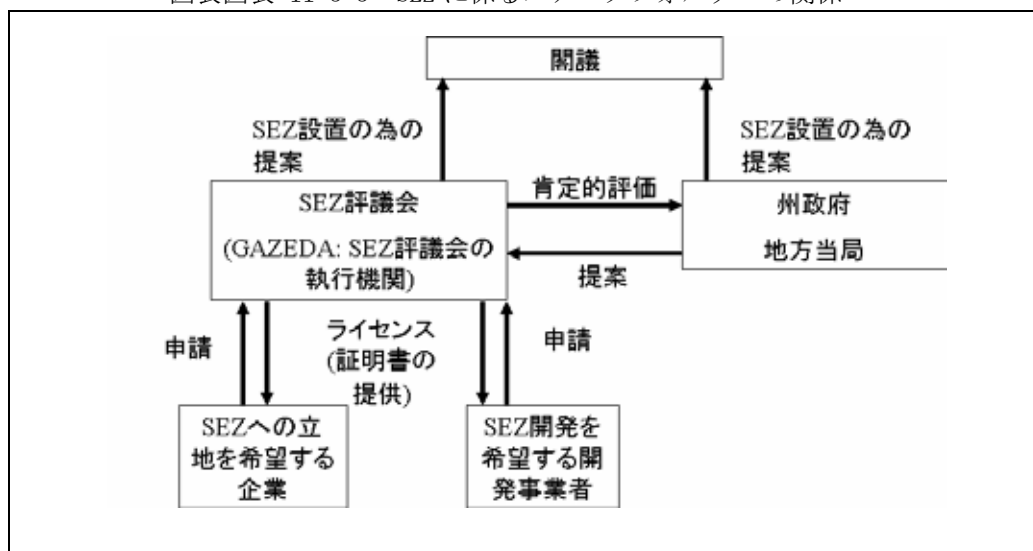 閣議
SEZ設置の為の
提案
SEZ設置の為の
提案
SEZ評議会
(GAZEDA: SEZ評議会の
執行機関)
肯定的評価
提案
州政府
地方当局
申請
ライセンス
(証明書の
提供)
申請
SEZへの立
地を希望する
企業
SEZ開発を
希望する開
発事業者